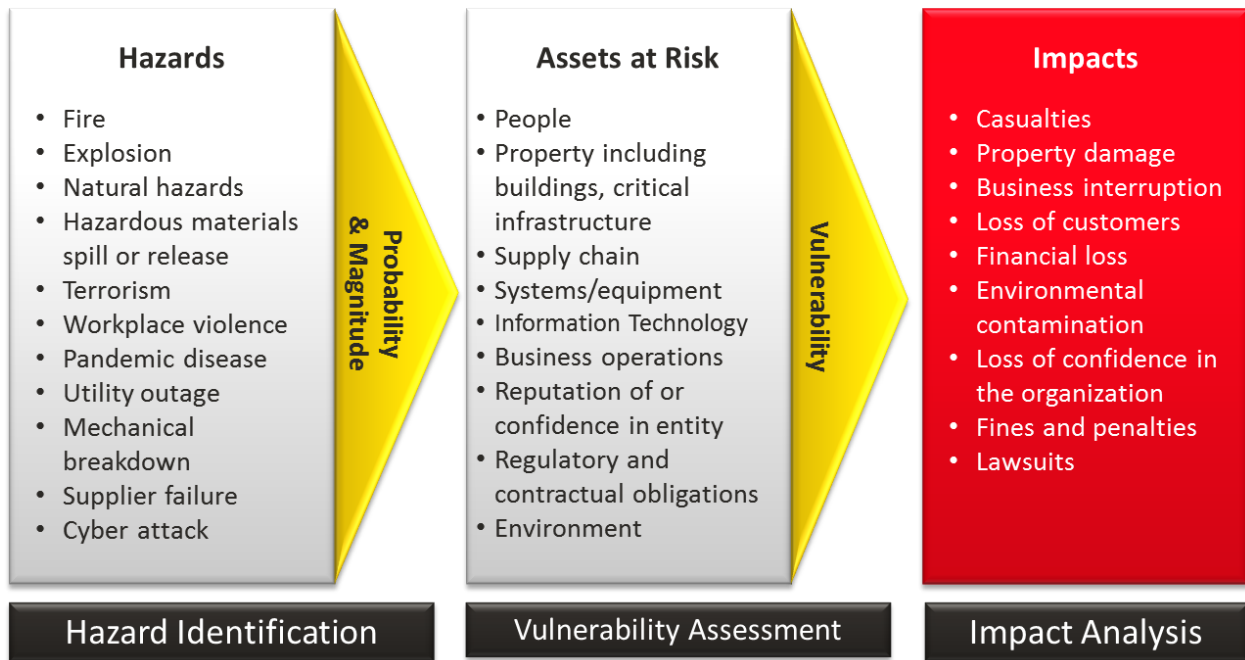 Hazards
• Fire
• Explosion
• Natural hazards
• Hazardous materials
spill or release
• Terrorism
• Workplace violence
• Pandemic disease
• Utility outage
• Mechanical
breakdown
• Supplier failure
• Cyber attack
Probability
& Magnitude
Assets at Risk
• People
• Property including
buildings, critical
infrastructure
• Supply chain
• Systems/equipment
• Information Technology
• Business operations
• Reputation of or
confidence in entity
• Regulatory and
contractual obligations
• Environment
Vulnerability
Impacts
• Casualties
• Property damage
• Business interruption
• Loss of customers
• Financial loss
• Environmental
contamination
• Loss of confidence in
the organization
• Fines and penalties
• Lawsuits
Hazard Identification
Vulnerability Assessment
Impact Analysis